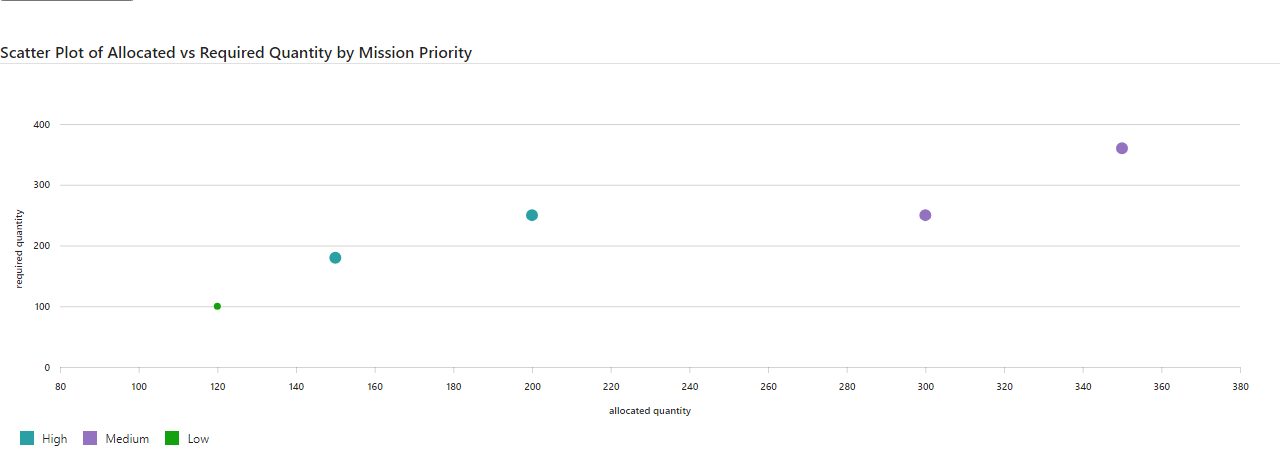 Scatter Plot of Allocated vs Required Quantity by Mission Priority
400
300
200
100
0
required quantity
80 100 120 140 160 180 200 220 240 260 280 300 320 340 360 380
allocated quantity
High Medium Low